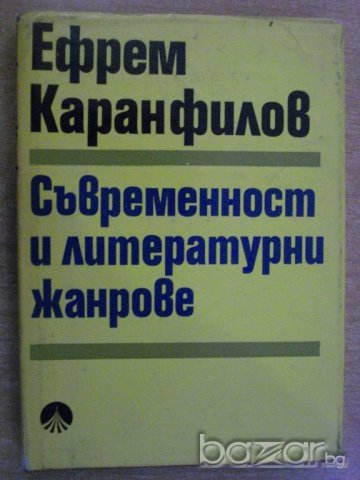 Ефрем
Каранфилов
Съвременност
и литературни
жанрове
bazar.bg